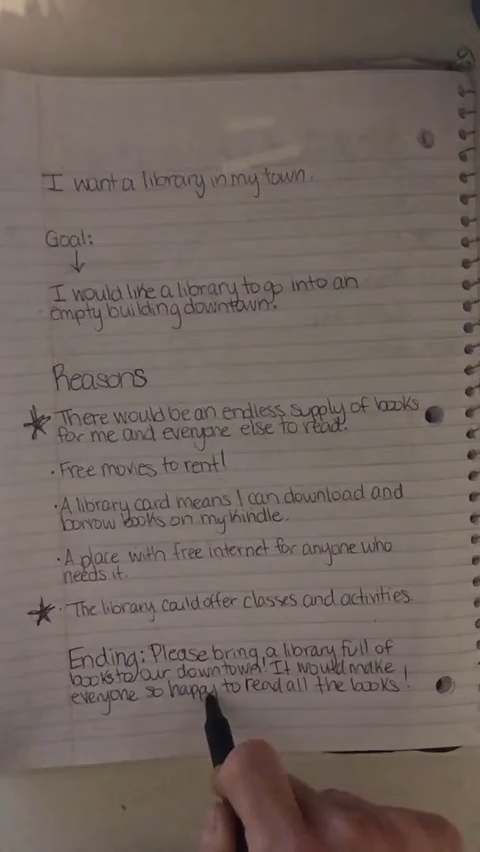 I want a library in my town.
Goal:
↓
I would like a library to go into an
empty building downtown.
Reasons
★ There would be an endless supply of books
for me and everyone else to read.
· Free movies to rent!
· A library card means I can download and
borrow books on my Kindle.
· A place with free internet for anyone who
needs it.
★ · The library could offer classes and activities
Ending: Please bring a library full of
books to our downtown! It would make
everyone so happy to read all the books!